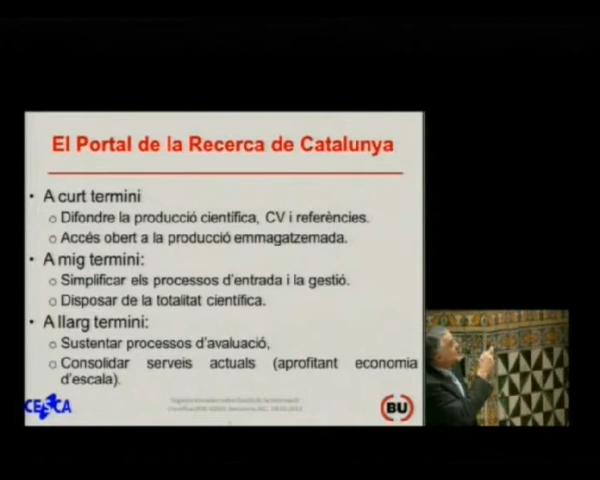 El Portal de la Recerca de Catalunya
• A curt termini
o Difondre la producció científica, CV i referències.
o Accés obert a la producció emmagatzemada.
• A mig termini:
o Simplificar els processos d'entrada i la gestió.
o Disposar de la totalitat científica.
• A llarg termini:
o Sustentar processos d'avaluació,
o Consolidar serveis actuals (aprofitant economia
d'escala).
CESCA
BU